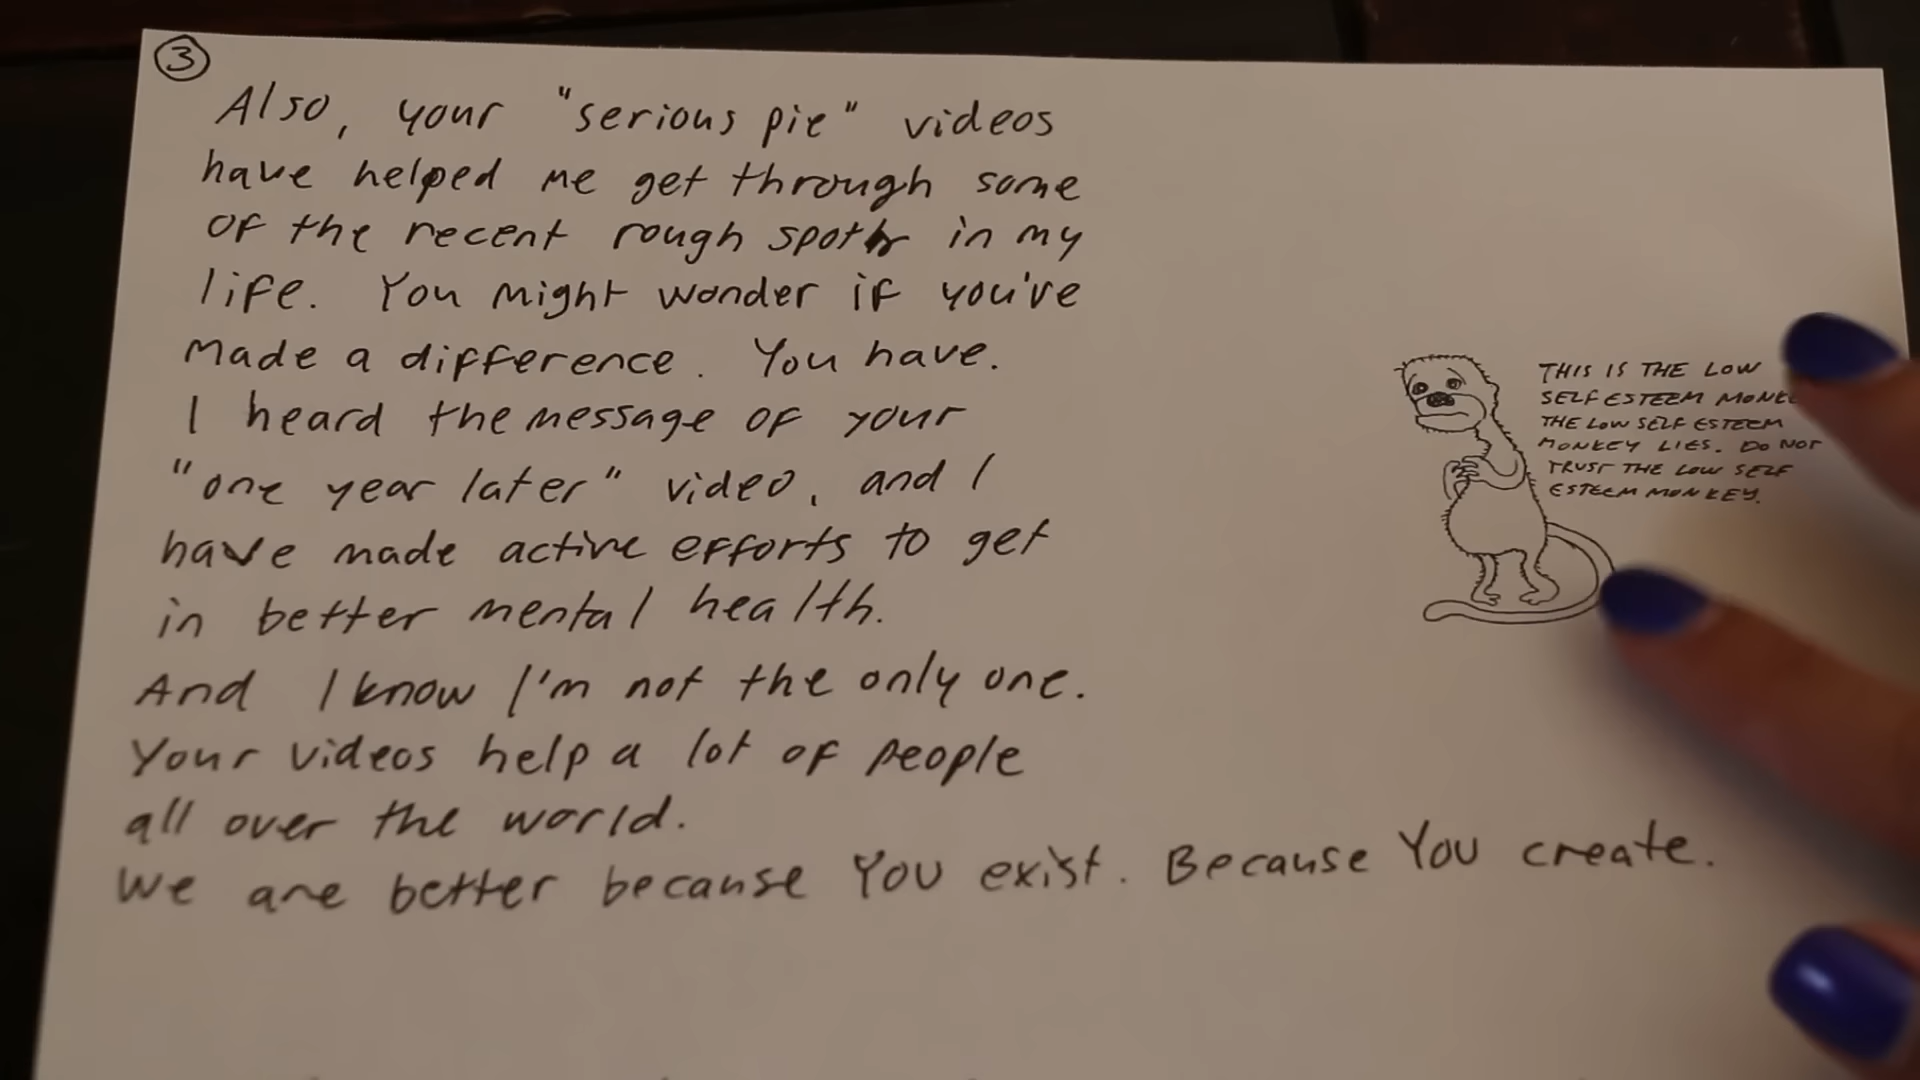 3
Also, your "serious pie" videos
have helped me get through some
of the recent rough spots in my
life. You might wonder if you've
made a difference. You have.
I heard the message of your
"one year later" video, and I
have made active efforts to get
in better mental health.
And I know I'm not the only one.
Your videos help a lot of people
all over the world.
We are better because You exist. Because You create.
THIS IS THE LOW
SELF ESTEEM
THE LOW SELF ESTEEM
MONKEY LIES. DO NOT
TRUST THE LOW SELF
ESTEEM MONKEY.